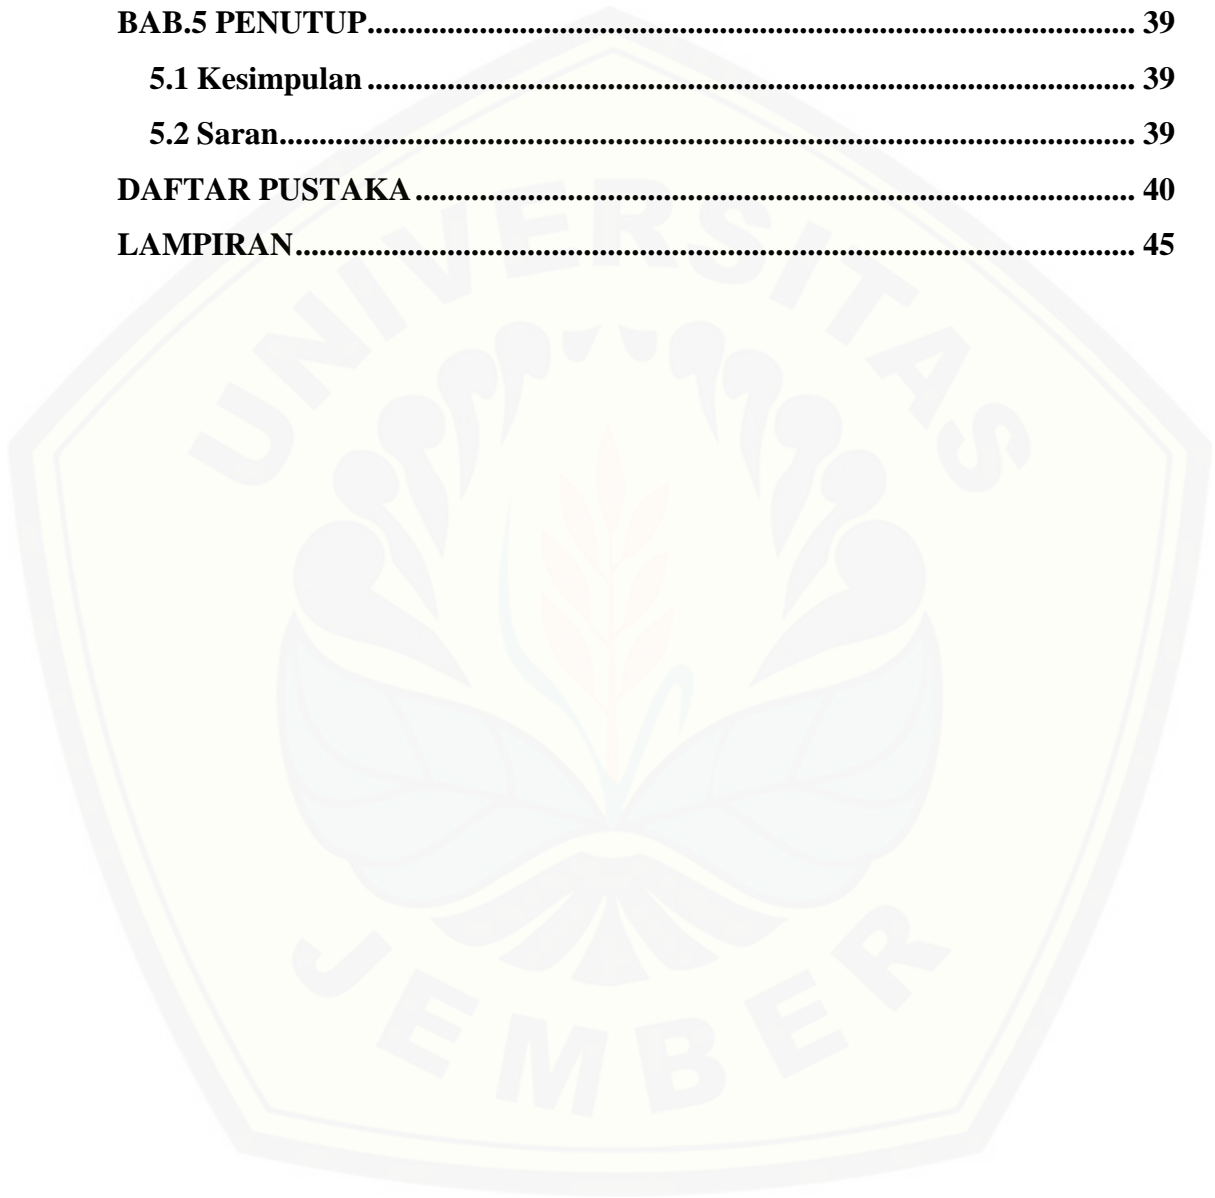 BAB.5 PENUTUP................................................................................................ 39
5.1 Kesimpulan ................................................................................................ 39
5.2 Saran........................................................................................................... 39
DAFTAR PUSTAKA .......................................................................................... 40
LAMPIRAN......................................................................................................... 45
UNIVERSITAS
JEMBER